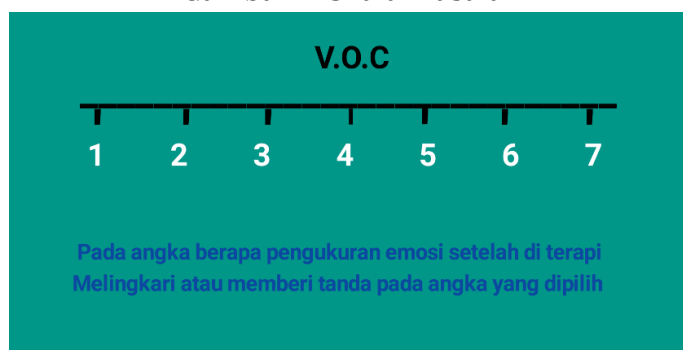 V.O.C
1 2 3 4 5 6 7
Pada angka berapa pengukuran emosi setelah di terapi
Melingkari atau memberi tanda pada angka yang dipilih